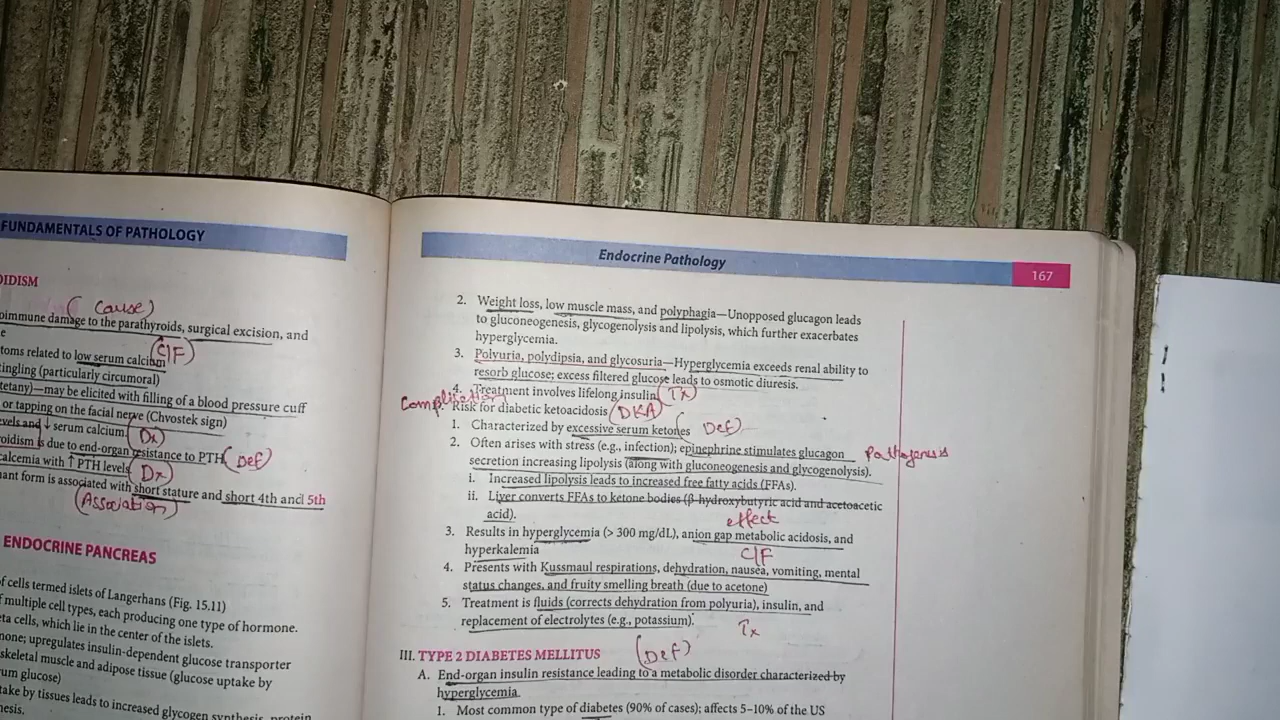 FUNDAMENTALS OF PATHOLOGY
OIDISM
(Cause)
oimmune damage to the parathyroids, surgical excision, and
e
toms related to low serum calcium
(C/F)
ingling (particularly circumoral)
tetany)—may be elicited with filling of a blood pressure cuff
or tapping on the facial nerve (Chvostek sign)
evels and ↓ serum calcium.
(Dx)
roidism is due to end-organ resistance to PTH
(Def)
calcemia with ↑ PTH levels
(Dx)
nant form is associated with short stature and short 4th and 5th
(Association)
ENDOCRINE PANCREAS
of cells termed islets of Langerhans (Fig. 15.11)
f multiple cell types, each producing one type of hormone.
eta cells, which lie in the center of the islets.
none; upregulates insulin-dependent glucose transporter
skeletal muscle and adipose tissue (glucose uptake by
um glucose)
take by tissues leads to increased glycogen synthesis, protein
nesis.
Endocrine Pathology
167
2. Weight loss, low muscle mass, and polyphagia—Unopposed glucagon leads
to gluconeogenesis, glycogenolysis and lipolysis, which further exacerbates
hyperglycemia.
3. Polyuria, polydipsia, and glycosuria—Hyperglycemia exceeds renal ability to
resorb glucose; excess filtered glucose leads to osmotic diuresis.
4. Treatment involves lifelong insulin (Tx)
Complication
Risk for diabetic ketoacidosis (DKA)
1. Characterized by excessive serum ketones (Def)
2. Often arises with stress (e.g., infection); epinephrine stimulates glucagon
Pathogenesis
secretion increasing lipolysis (along with gluconeogenesis and glycogenolysis).
i. Increased lipolysis leads to increased free fatty acids (FFAs).
ii. Liver converts FFAs to ketone bodies (β-hydroxybutyric acid and acetoacetic
acid).
effect
3. Results in hyperglycemia (> 300 mg/dL), anion gap metabolic acidosis, and
hyperkalemia
C/F
4. Presents with Kussmaul respirations, dehydration, nausea, vomiting, mental
status changes, and fruity smelling breath (due to acetone)
5. Treatment is fluids (corrects dehydration from polyuria), insulin, and
replacement of electrolytes (e.g., potassium).
Tx
III. TYPE 2 DIABETES MELLITUS
(Def)
A. End-organ insulin resistance leading to a metabolic disorder characterized by
hyperglycemia
1. Most common type of diabetes (90% of cases); affects 5-10% of the US